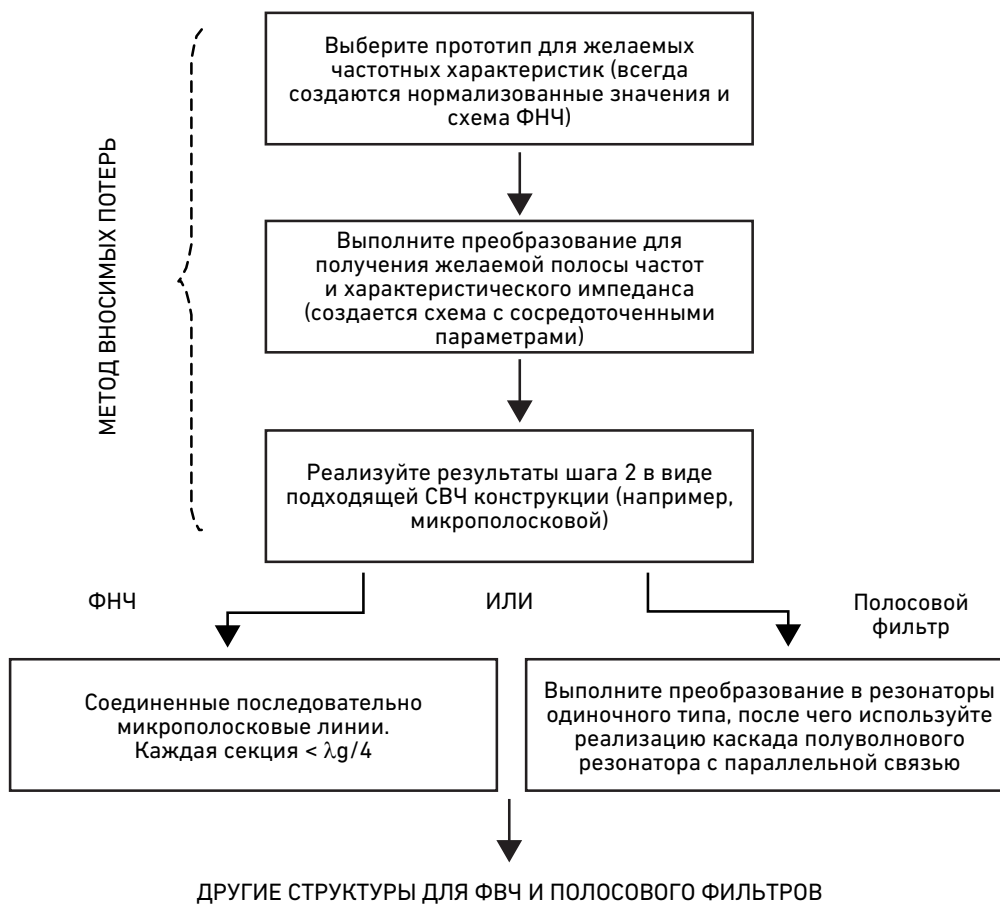 Выберите прототип для желаемых
частотных характеристик (всегда
создаются нормализованные значения и
схема ФНЧ)
МЕТОД ВНОСИМЫХ ПОТЕРЬ
Выполните преобразование для
получения желаемой полосы частот
и характеристического импеданса
(создается схема с сосредоточенными
параметрами)
Реализуйте результаты шага 2 в виде
подходящей СВЧ конструкции (например,
микрополосковой)
ФНЧ
ИЛИ
Полосовой
фильтр
Соединенные последовательно
микрополосковые линии.
Каждая секция < λg/4
Выполните преобразование в резонаторы
одиночного типа, после чего используйте
реализацию каскада полуволнового
резонатора с параллельной связью
ДРУГИЕ СТРУКТУРЫ ДЛЯ ФВЧ И ПОЛОСОВОГО ФИЛЬТРОВ